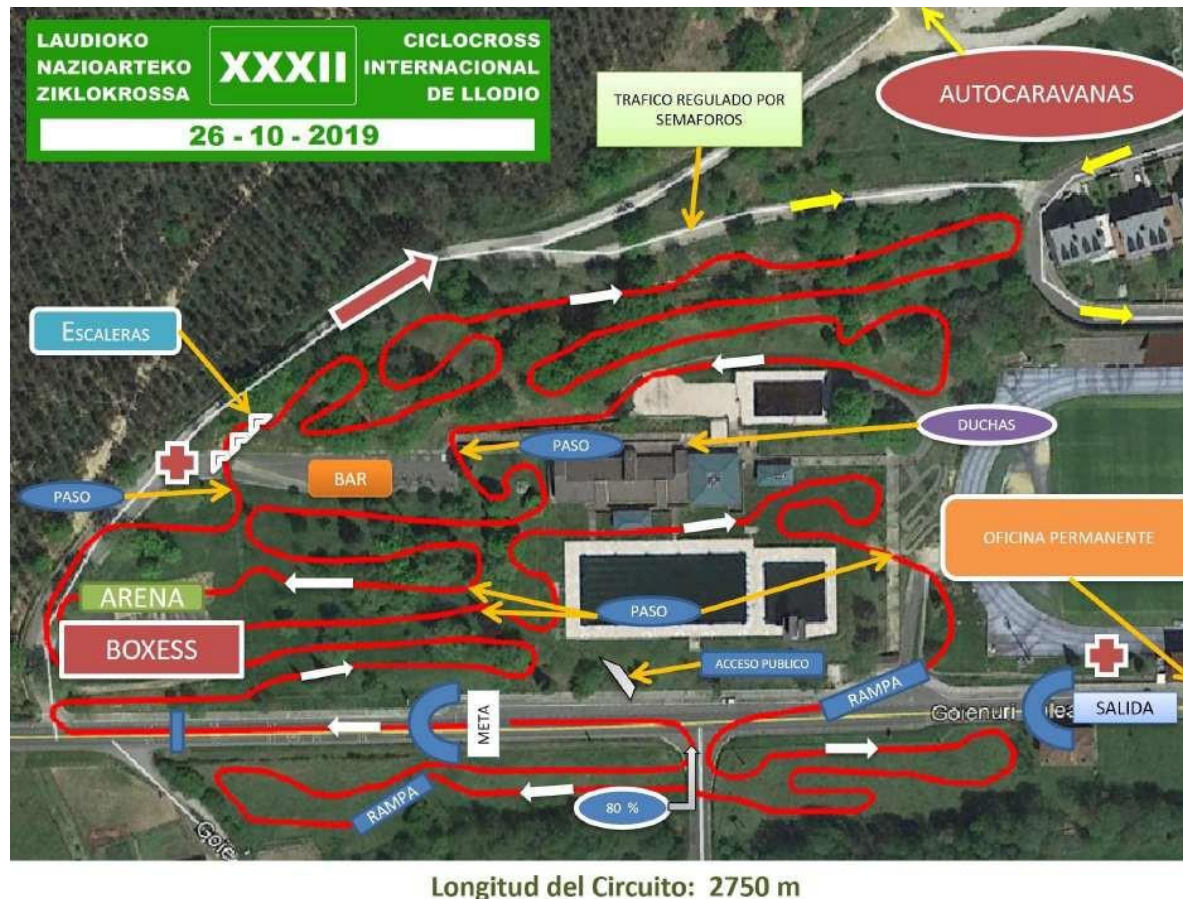 LAUDIOKO
NAZIOARTEKO
ZIKLOKROSSA
XXXII
CICLOCROSS
INTERNACIONAL
DE LLODIO
26 - 10 - 2019
TRAFICO REGULADO POR
SEMAFOROS
AUTOCARAVANAS
ESCALERAS
DUCHAS
PASO
BAR
PASO
OFICINA PERMANENTE
ARENA
PASO
BOXESS
ACCESO PUBLICO
RAMPA
META
Goienuri
SALIDA
RAMPA
80 %
Longitud del Circuito: 2750 m